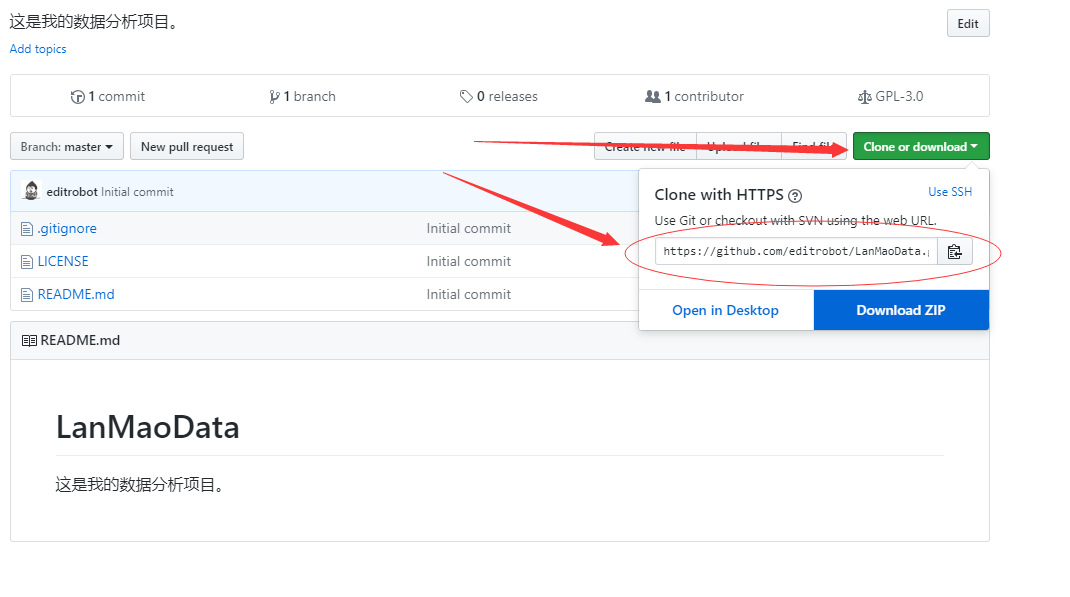 这是我的数据分析项目。
Edit
Add topics
1 commit
1 branch
0 releases
1 contributor
GPL-3.0
Branch: master
New pull request
Create new file
Upload
Find
Clone or download
editrobot Initial commit
.gitignore
Initial commit
LICENSE
Initial commit
README.md
Initial commit
Clone with HTTPS
Use SSH
Use Git or checkout with SVN using the web URL.
https://github.com/editrobot/LanMaoData.
Open in Desktop
Download ZIP
README.md
LanMaoData
这是我的数据分析项目。